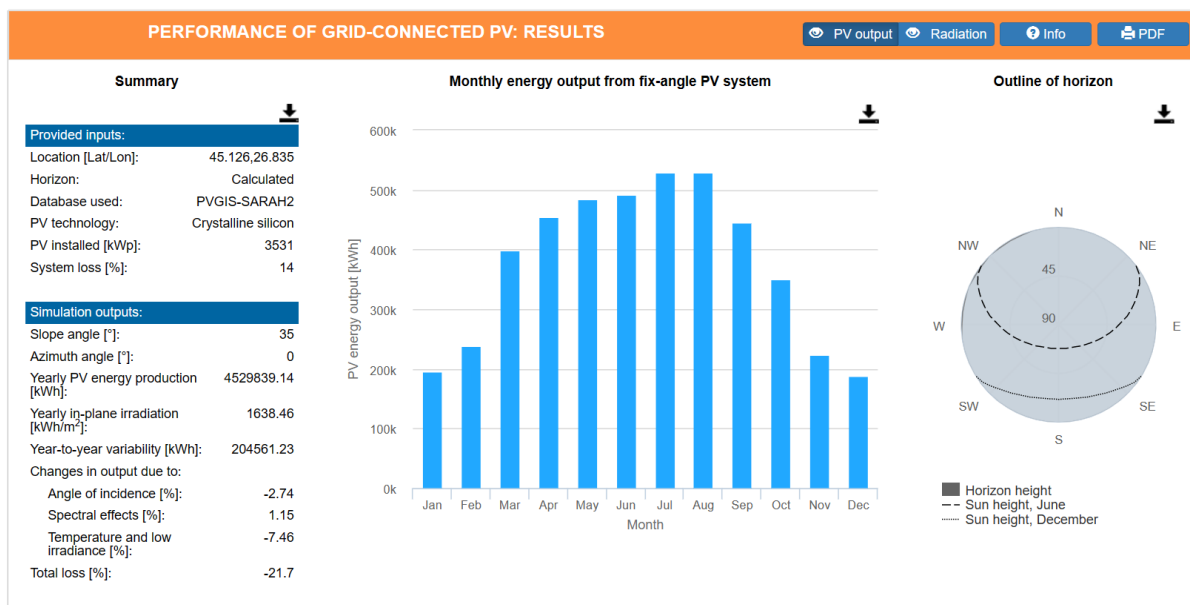 PERFORMANCE OF GRID-CONNECTED PV: RESULTS
PV output
Radiation
Info
PDF
Summary
Provided inputs:
Location [Lat/Lon]: 45.126,26.835
Horizon: Calculated
Database used: PVGIS-SARAH2
PV technology: Crystalline silicon
PV installed [kWp]: 3531
System loss [%]: 14
Simulation outputs:
Slope angle [°]: 35
Azimuth angle [°]: 0
Yearly PV energy production 4529839.14
[kWh]:
Yearly in-plane irradiation 1638.46
[kWh/m²]:
Year-to-year variability [kWh]: 204561.23
Changes in output due to:
Angle of incidence [%]: -2.74
Spectral effects [%]: 1.15
Temperature and low -7.46
irradiance [%]:
Total loss [%]: -21.7
Monthly energy output from fix-angle PV system
PV energy output [kWh]
600k
500k
400k
300k
200k
100k
0k
Jan Feb Mar Apr May Jun Jul Aug Sep Oct Nov Dec
Month
Outline of horizon
N
NW NE
45
W 90 E
SW SE
S
Horizon height
Sun height, June
Sun height, December